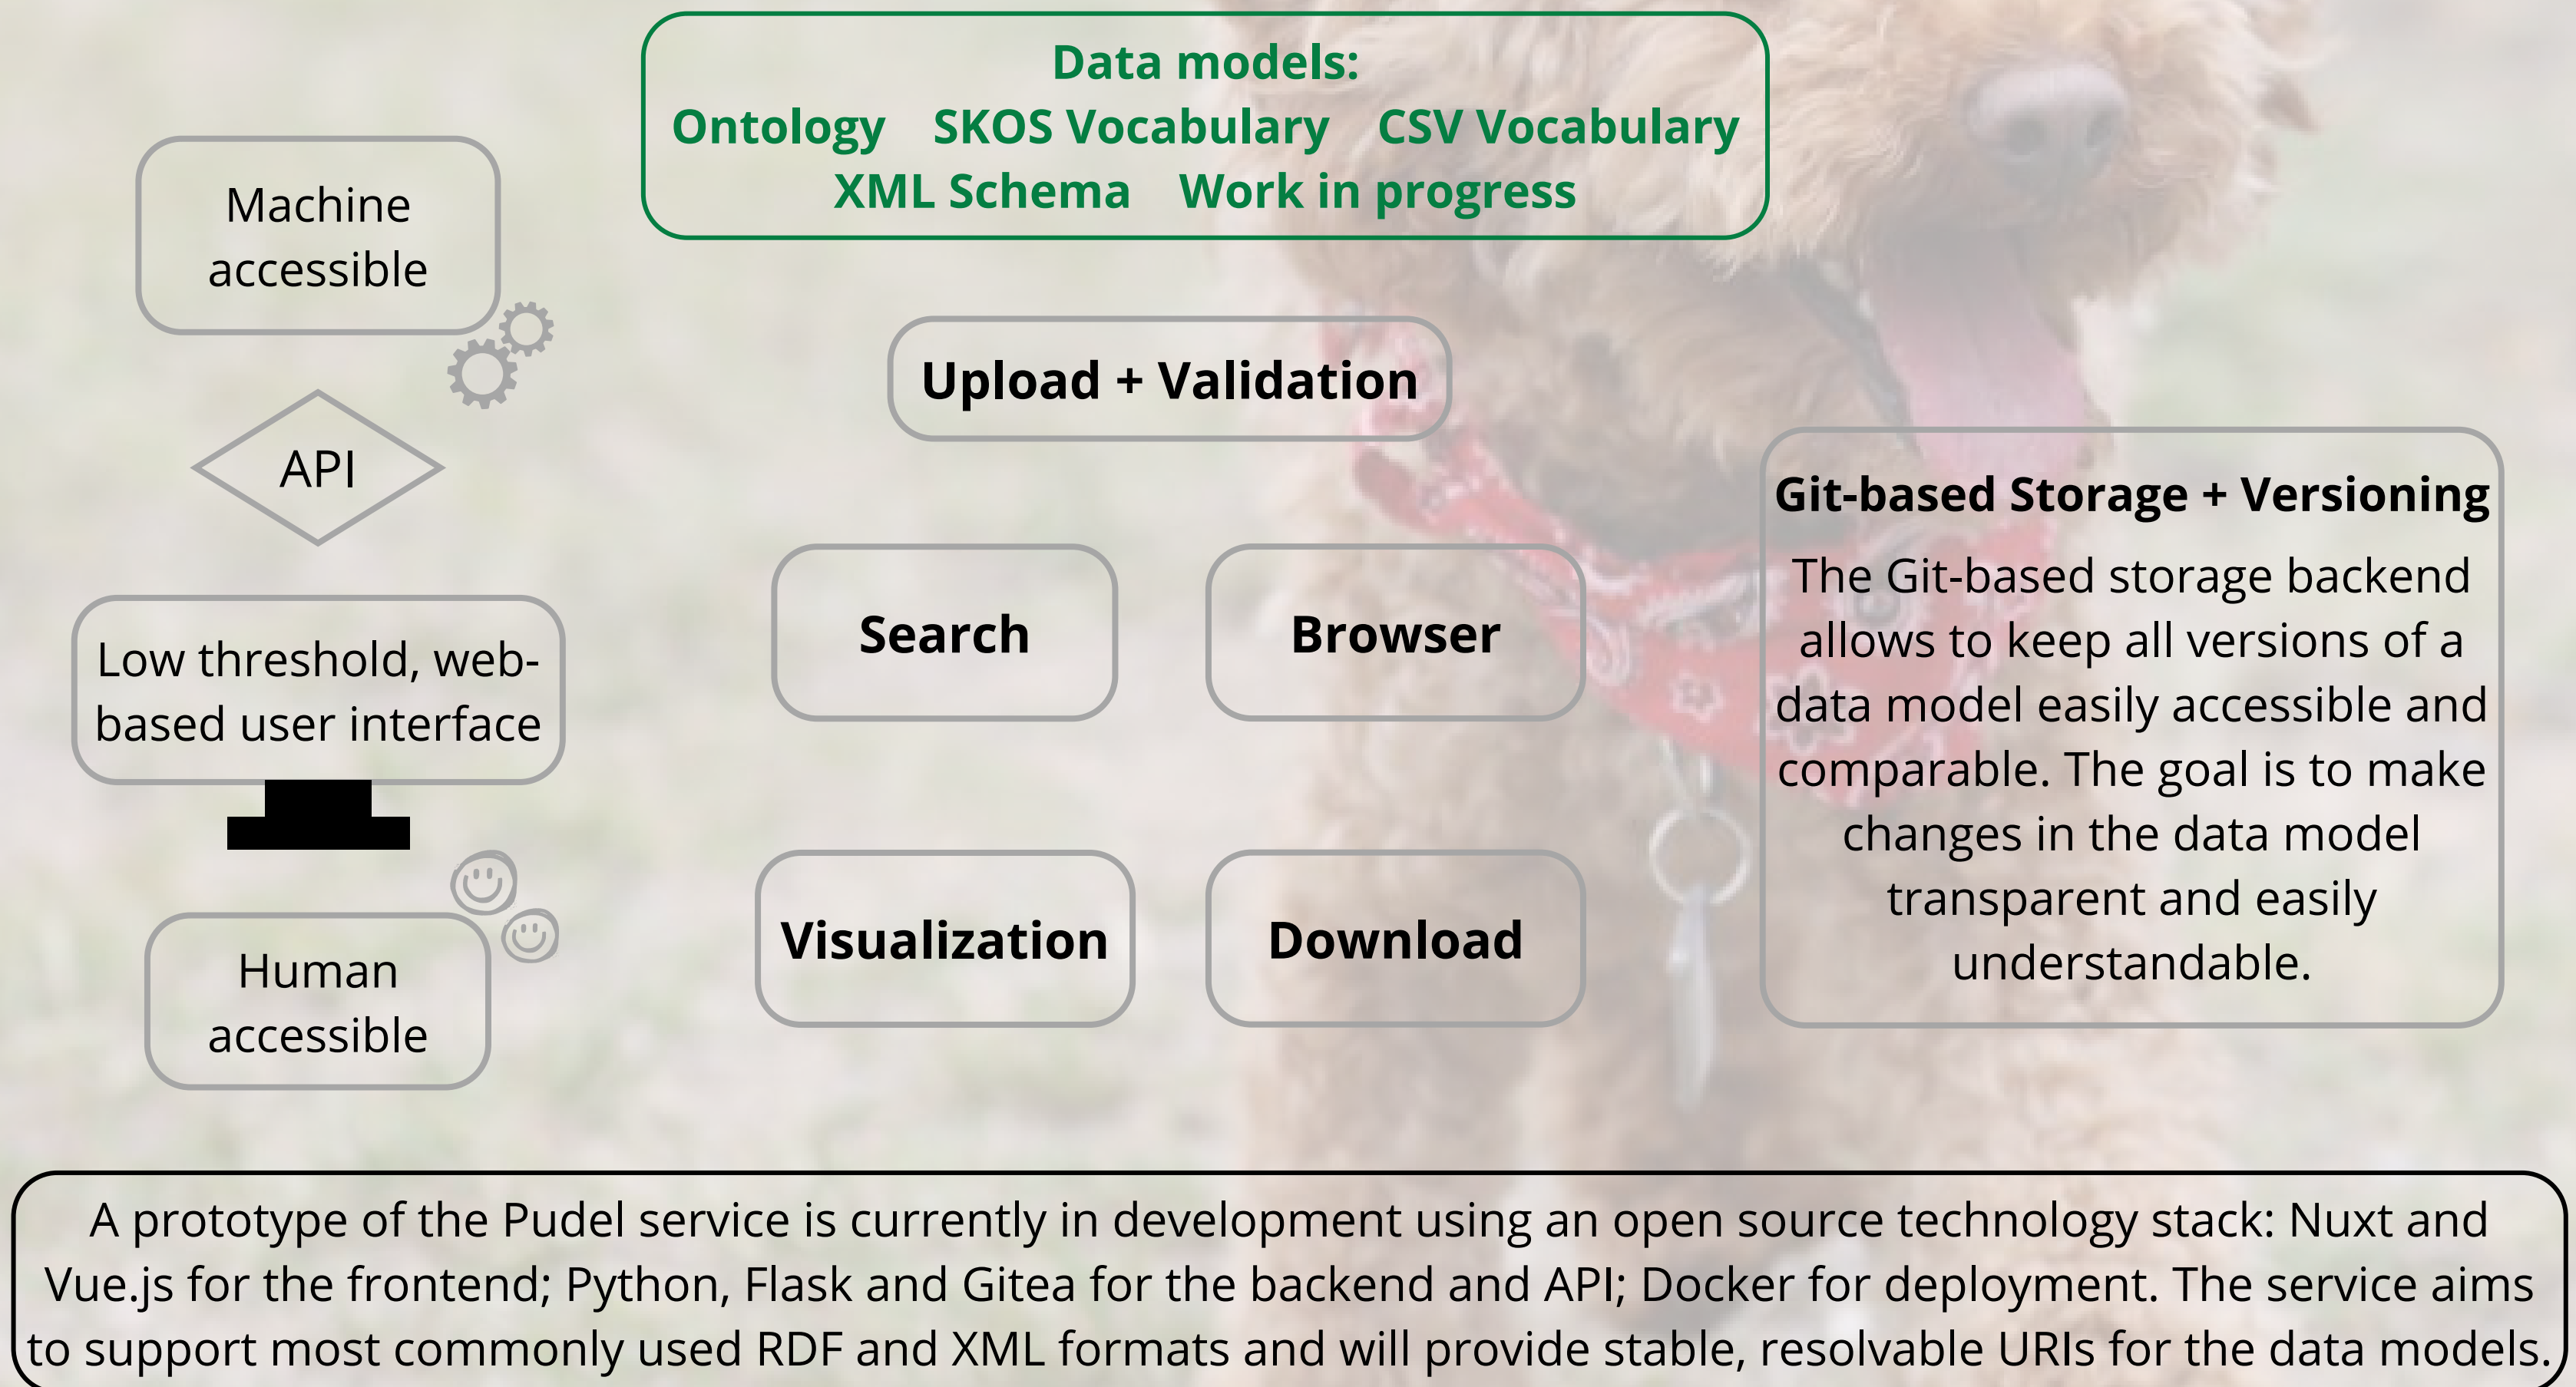 Data models:
Ontology SKOS Vocabulary CSV Vocabulary
XML Schema Work in progress
Machine
accessible
API
Low threshold, web-
based user interface
Human
accessible
Upload + Validation
Search
Browser
Visualization
Download
Git-based Storage + Versioning
The Git-based storage backend
allows to keep all versions of a
data model easily accessible and
comparable. The goal is to make
changes in the data model
transparent and easily
understandable.
A prototype of the Pudel service is currently in development using an open source technology stack: Nuxt and
Vue.js for the frontend; Python, Flask and Gitea for the backend and API; Docker for deployment. The service aims
to support most commonly used RDF and XML formats and will provide stable, resolvable URIs for the data models.